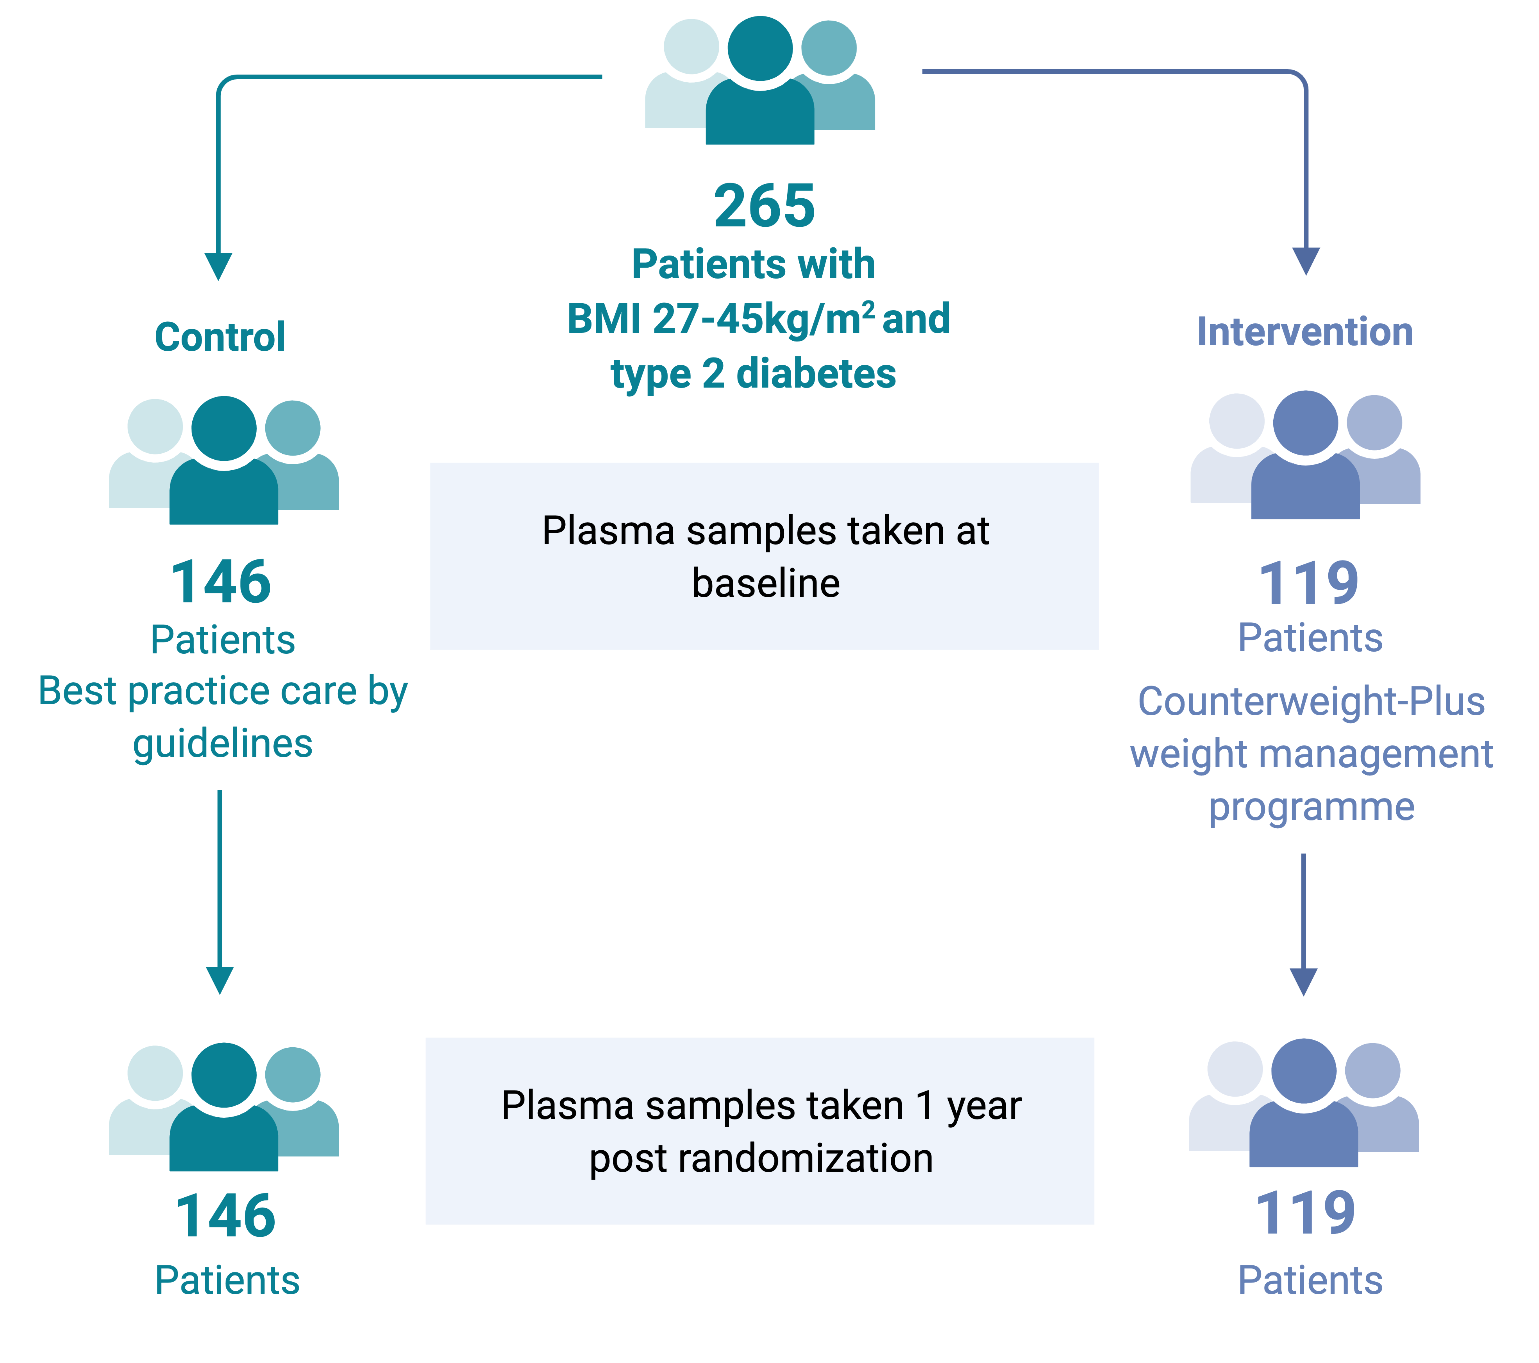 265
Patients with
BMI 27-45kg/m² and
type 2 diabetes
Control
146
Patients
Best practice care by
guidelines
Plasma samples taken at
baseline
Intervention
119
Patients
Counterweight-Plus
weight management
programme
146
Patients
Plasma samples taken 1 year
post randomization
119
Patients